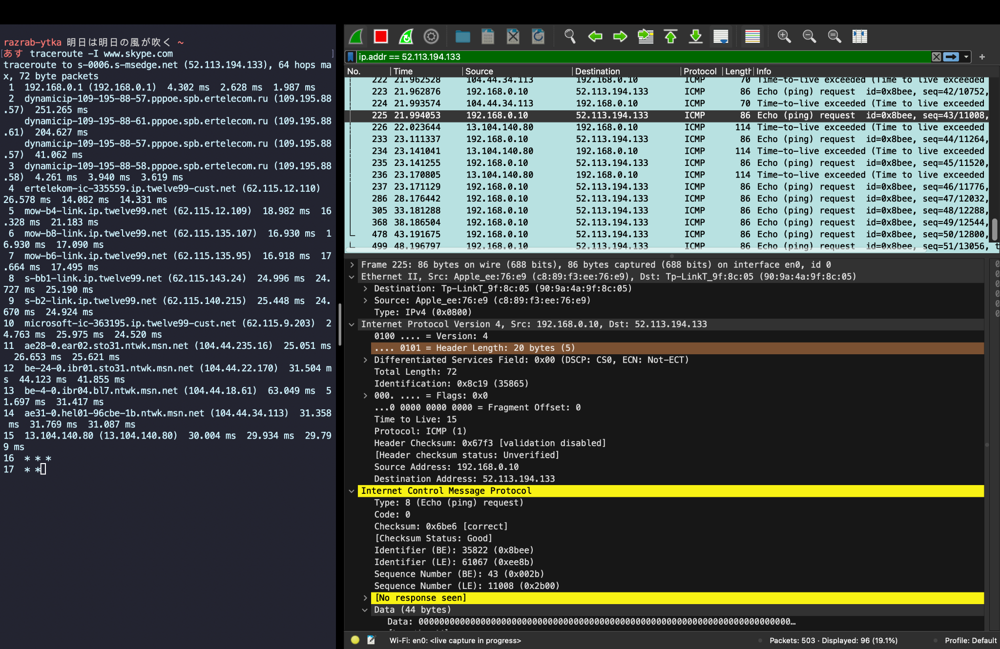 razrab-ytka 明日は明日の風が吹く ~
[あす traceroute -I www.skype.com ]
traceroute to s-0006.s-msedge.net (52.113.194.133), 64 hops ma
x, 72 byte packets
1 192.168.0.1 (192.168.0.1) 4.302 ms 2.628 ms 1.987 ms
2 dynamicip-109-195-88-57.pppoe.spb.ertelecom.ru (109.195.88
.57) 251.265 ms
dynamicip-109-195-88-61.pppoe.spb.ertelecom.ru (109.195.88
.61) 204.627 ms
dynamicip-109-195-88-57.pppoe.spb.ertelecom.ru (109.195.88
.57) 41.062 ms
3 dynamicip-109-195-88-58.pppoe.spb.ertelecom.ru (109.195.88
.58) 4.261 ms 3.940 ms 3.619 ms
4 ertelekom-ic-335559.ip.twelve99-cust.net (62.115.12.110)
26.578 ms 14.082 ms 14.331 ms
5 mow-b4-link.ip.twelve99.net (62.115.12.109) 18.982 ms 16
.328 ms 21.183 ms
6 mow-b8-link.ip.twelve99.net (62.115.135.107) 16.930 ms 1
6.930 ms 17.090 ms
7 mow-b6-link.ip.twelve99.net (62.115.135.95) 16.918 ms 17
.664 ms 17.495 ms
8 s-bb1-link.ip.twelve99.net (62.115.143.24) 24.996 ms 24.
727 ms 25.190 ms
9 s-b2-link.ip.twelve99.net (62.115.140.215) 25.448 ms 24.
670 ms 24.924 ms
10 microsoft-ic-363195.ip.twelve99-cust.net (62.115.9.203) 2
4.763 ms 25.975 ms 24.520 ms
11 ae28-0.ear02.sto31.ntwk.msn.net (104.44.235.16) 25.051 ms
26.653 ms 25.621 ms
12 be-24-0.ibr01.sto31.ntwk.msn.net (104.44.22.170) 31.504 m
s 44.123 ms 41.855 ms
13 be-4-0.ibr04.bl7.ntwk.msn.net (104.44.18.61) 63.049 ms 5
1.697 ms 31.417 ms
14 ae31-0.hel01-96cbe-1b.ntwk.msn.net (104.44.34.113) 31.358
ms 31.769 ms 31.087 ms
15 13.104.140.80 (13.104.140.80) 30.004 ms 29.934 ms 29.79
9 ms
16 * * *
17 * *
ip.addr == 52.113.194.133
No. Time Source Destination Protocol Length Info
222 21.962528 104.44.34.113 192.168.0.10 ICMP 70 Time-to-live exceeded (Time to live exceeded
223 21.962876 192.168.0.10 52.113.194.133 ICMP 86 Echo (ping) request id=0x8bee, seq=42/10752,
224 21.993574 104.44.34.113 192.168.0.10 ICMP 70 Time-to-live exceeded (Time to live exceeded
225 21.994053 192.168.0.10 52.113.194.133 ICMP 86 Echo (ping) request id=0x8bee, seq=43/11008,
226 22.023644 13.104.140.80 192.168.0.10 ICMP 114 Time-to-live exceeded (Time to live exceeded
233 23.111337 192.168.0.10 52.113.194.133 ICMP 86 Echo (ping) request id=0x8bee, seq=44/11264,
234 23.141041 13.104.140.80 192.168.0.10 ICMP 114 Time-to-live exceeded (Time to live exceeded
235 23.141255 192.168.0.10 52.113.194.133 ICMP 86 Echo (ping) request id=0x8bee, seq=45/11520,
236 23.170805 13.104.140.80 192.168.0.10 ICMP 114 Time-to-live exceeded (Time to live exceeded
237 23.171129 192.168.0.10 52.113.194.133 ICMP 86 Echo (ping) request id=0x8bee, seq=46/11776,
286 28.176442 192.168.0.10 52.113.194.133 ICMP 86 Echo (ping) request id=0x8bee, seq=47/12032,
305 33.181288 192.168.0.10 52.113.194.133 ICMP 86 Echo (ping) request id=0x8bee, seq=48/12288,
368 38.186504 192.168.0.10 52.113.194.133 ICMP 86 Echo (ping) request id=0x8bee, seq=49/12544,
478 43.191675 192.168.0.10 52.113.194.133 ICMP 86 Echo (ping) request id=0x8bee, seq=50/12800,
499 48.196797 192.168.0.10 52.113.194.133 ICMP 86 Echo (ping) request id=0x8bee, seq=51/13056, t
Frame 225: 86 bytes on wire (688 bits), 86 bytes captured (688 bits) on interface en0, id 0
Ethernet II, Src: Apple_ee:76:e9 (c8:89:f3:ee:76:e9), Dst: Tp-LinkT_9f:8c:05 (90:9a:4a:9f:8c:05)
Destination: Tp-LinkT_9f:8c:05 (90:9a:4a:9f:8c:05)
Source: Apple_ee:76:e9 (c8:89:f3:ee:76:e9)
Type: IPv4 (0x0800)
Internet Protocol Version 4, Src: 192.168.0.10, Dst: 52.113.194.133
0100 .... = Version: 4
.... 0101 = Header Length: 20 bytes (5)
Differentiated Services Field: 0x00 (DSCP: CS0, ECN: Not-ECT)
Total Length: 72
Identification: 0x8c19 (35865)
000. .... = Flags: 0x0
...0 0000 0000 0000 = Fragment Offset: 0
Time to Live: 15
Protocol: ICMP (1)
Header Checksum: 0x67f3 [validation disabled]
[Header checksum status: Unverified]
Source Address: 192.168.0.10
Destination Address: 52.113.194.133
Internet Control Message Protocol
Type: 8 (Echo (ping) request)
Code: 0
Checksum: 0x6be6 [correct]
[Checksum Status: Good]
Identifier (BE): 35822 (0x8bee)
Identifier (LE): 61067 (0xee8b)
Sequence Number (BE): 43 (0x002b)
Sequence Number (LE): 11008 (0x2b00)
[No response seen]
Data (44 bytes)
Data: 000000000000000000000000000000000000000000000000000000000000000000000000…
Wi-Fi: en0: <live capture in progress>
Packets: 503 · Displayed: 96 (19.1%)
Profile: Default